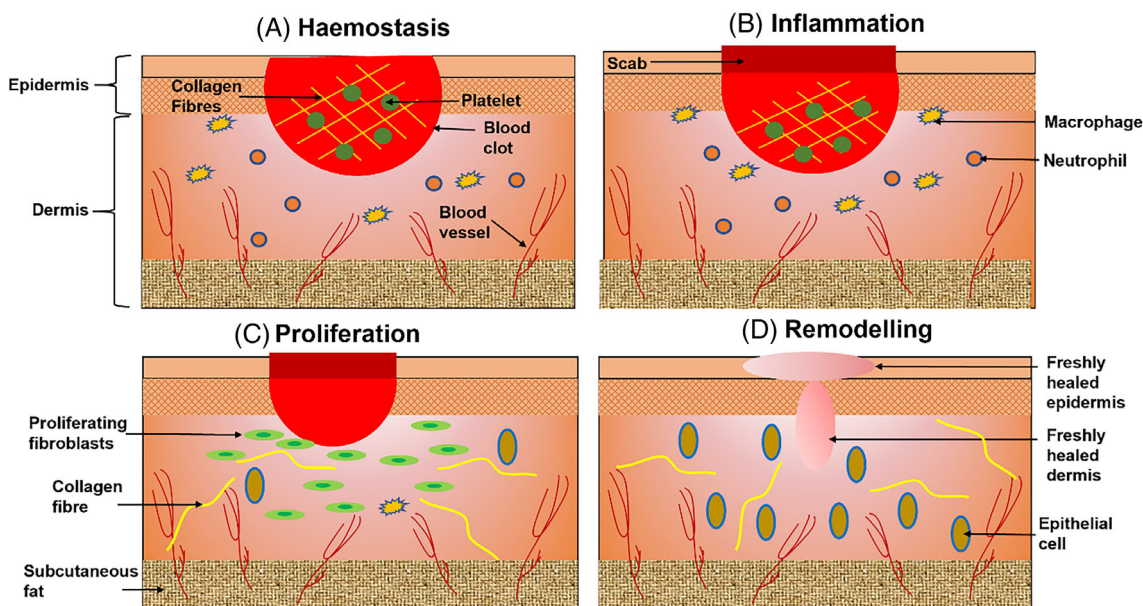 (A) Haemostasis
Epidermis
Collagen
Fibres
Platelet
Blood
clot
Dermis
Blood
vessel
(B) Inflammation
Scab
Macrophage
Neutrophil
(C) Proliferation
Proliferating
fibroblasts
Collagen
fibre
Subcutaneous
fat
(D) Remodelling
Freshly
healed
epidermis
Freshly
healed
dermis
Epithelial
cell